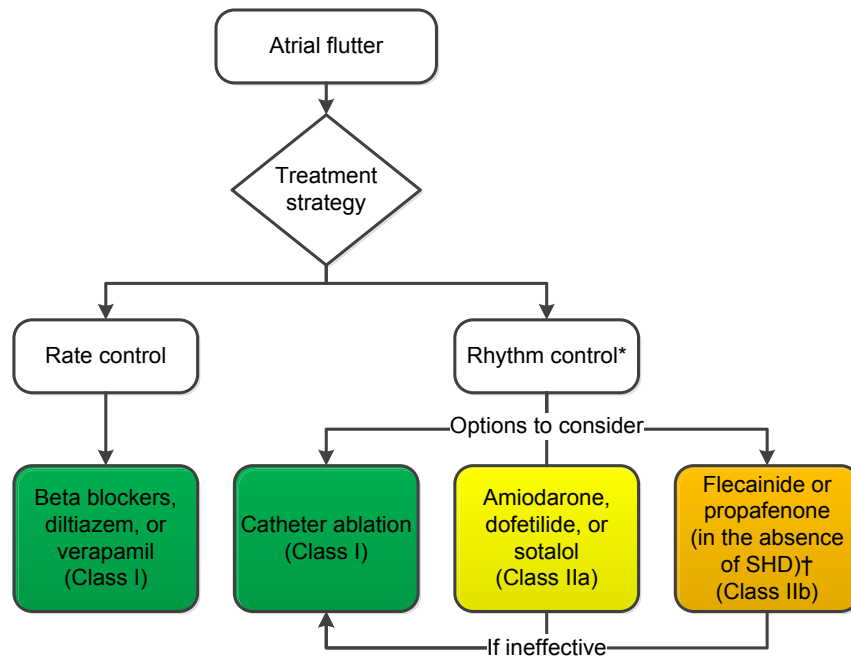 Atrial flutter
Treatment
strategy
Rate control
Rhythm control*
Options to consider
Beta blockers,
diltiazem, or
verapamil
(Class I)
Catheter ablation
(Class I)
Amiodarone,
dofetilide, or
sotalol
(Class IIa)
Flecainide or
propafenone
(in the absence
of SHD)†
(Class IIb)
If ineffective